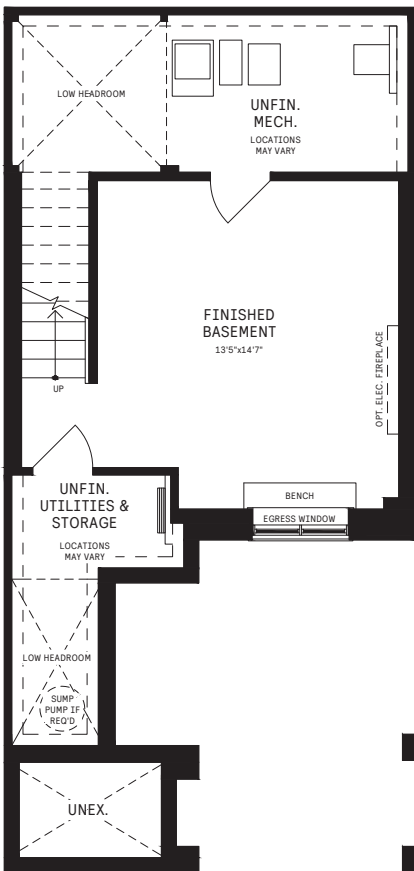 LOW HEADROOM
UNFIN.
MECH.
LOCATIONS
MAY VARY
FINISHED
BASEMENT
13'5"x14'7"
OPT. ELEC. FIREPLACE
UP
BENCH
EGRESS WINDOW
UNFIN.
UTILITIES &
STORAGE
LOCATIONS
MAY VARY
LOW HEADROOM
SUMP
PUMP IF
REQ'D
UNEX.